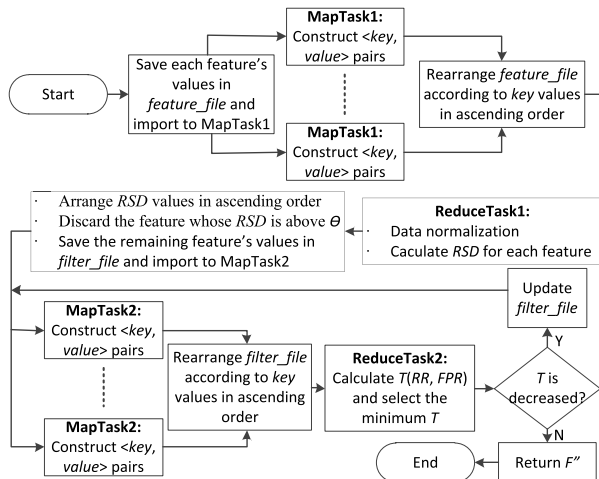 Start
Save each feature's
values in
feature_file and
import to MapTask1
MapTask1:
Construct <key,
value> pairs
MapTask1:
Construct <key,
value> pairs
Rearrange feature_file
according to key values
in ascending order
ReduceTask1:
· Data normalization
· Caculate RSD for each feature
· Arrange RSD values in ascending order
· Discard the feature whose RSD is above Θ
· Save the remaining feature's values in
filter_file and import to MapTask2
MapTask2:
Construct <key,
value> pairs
MapTask2:
Construct <key,
value> pairs
Rearrange filter_file
according to key
values in ascending
order
ReduceTask2:
Calculate T(RR, FPR)
and select the
minimum T
T is
decreased?
Y
Update
filter_file
N
Return F″
End